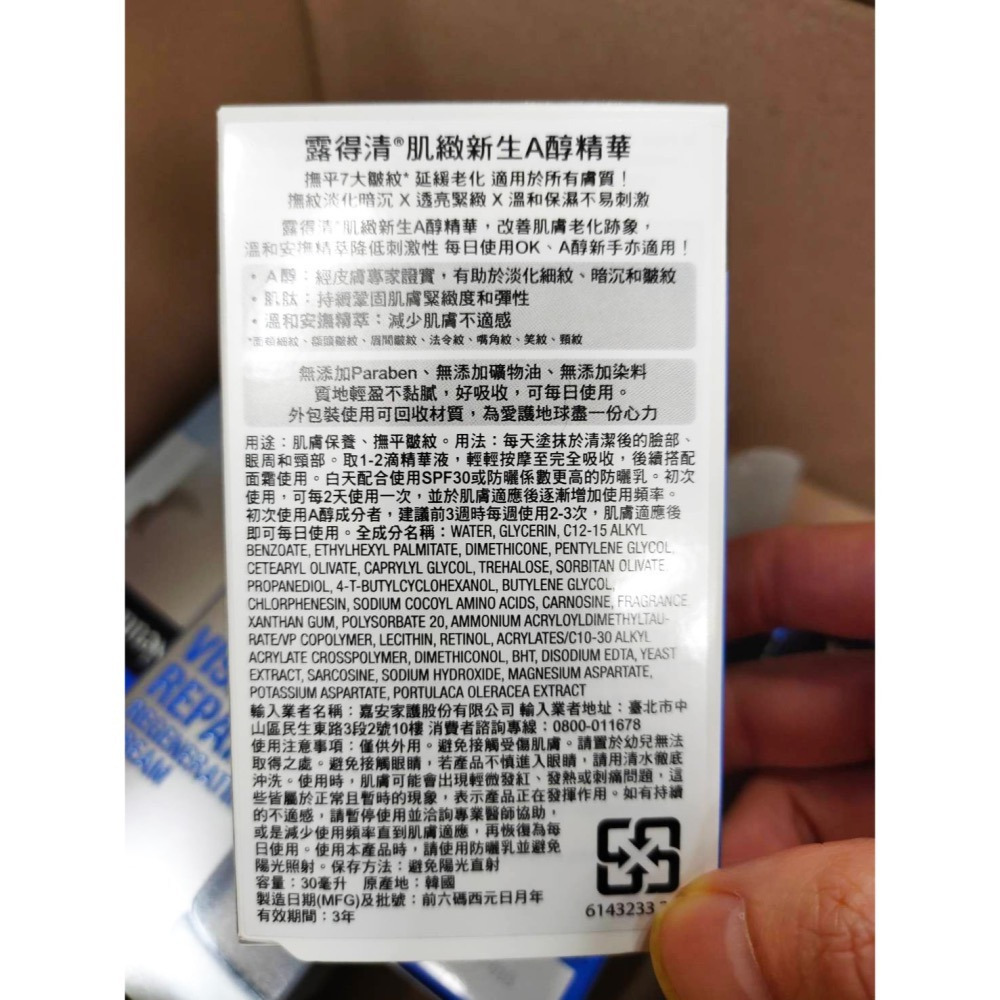 露得清®肌緻新生A醇精華
撫平7大皺紋* 延緩老化 適用於所有膚質！
撫紋淡化暗沉 X 透亮緊緻 X 溫和保濕不易刺激
露得清®肌緻新生A醇精華，改善肌膚老化跡象，
溫和安撫精萃降低刺激性 每日使用OK、A醇新手亦適用！
• A醇：經皮膚專家證實，有助於淡化細紋、暗沉和皺紋
• 肌肽：持續鞏固肌膚緊緻度和彈性
• 溫和安撫精萃：減少肌膚不適感
細紋、額頭皺紋、眉間皺紋、法令紋、嘴角紋、笑紋、頸紋
無添加Paraben、無添加礦物油、無添加染料
質地輕盈不黏膩，好吸收，可每日使用。
外包裝使用可回收材質，為愛護地球盡一份心力
用途：肌膚保養、撫平皺紋。用法：每天塗抹於清潔後的臉部、
眼周和頸部。取1-2滴精華液，輕輕按摩至完全吸收，後續搭配
面霜使用。白天配合使用SPF30或防曬係數更高的防曬乳。初次
使用，可每2天使用一次，並於肌膚適應後逐漸增加使用頻率。
初次使用A醇成分者，建議前3週時每週使用2-3次，肌膚適應後
即可每日使用。全成分名稱：WATER, GLYCERIN, C12-15 ALKYL
BENZOATE, ETHYLHEXYL PALMITATE, DIMETHICONE, PENTYLENE GLYCOL,
CETEARYL OLIVATE, CAPRYLYL GLYCOL, TREHALOSE, SORBITAN OLIVATE,
PROPANEDIOL, 4-T-BUTYLCYCLOHEXANOL, BUTYLENE GLYCOL,
CHLORPHENESIN, SODIUM COCOYL AMINO ACIDS, CARNOSINE, FRAGRANCE,
XANTHAN GUM, POLYSORBATE 20, AMMONIUM ACRYLOYLDIMETHYLTAU-
RATE/VP COPOLYMER, LECITHIN, RETINOL, ACRYLATES/C10-30 ALKYL
ACRYLATE CROSSPOLYMER, DIMETHICONOL, BHT, DISODIUM EDTA, YEAST
EXTRACT, SARCOSINE, SODIUM HYDROXIDE, MAGNESIUM ASPARTATE,
POTASSIUM ASPARTATE, PORTULACA OLERACEA EXTRACT
輸入業者名稱：嘉安家護股份有限公司 輸入業者地址：臺北市中
山區民生東路3段2號10樓 消費者諮詢專線：0800-011678
使用注意事項：僅供外用。避免接觸受傷肌膚。請置於幼兒無法
取得之處。避免接觸眼睛，若產品不慎進入眼睛，請用清水徹底
沖洗。使用時，肌膚可能會出現輕微發紅、發熱或刺痛問題，這
些皆屬於正常且暫時的現象，表示產品正在發揮作用。如有持續
的不適感，請暫停使用並洽詢專業醫師協助，
或是減少使用頻率直到肌膚適應，再恢復為每
日使用。使用本產品時，請使用防曬乳並避免
陽光照射。保存方法：避免陽光直射
容量：30毫升 原產地：韓國
製造日期(MFG)及批號：前六碼西元日月年
有效期間：3年
6143233
VIS
REPAI
REGENERATI
REAM